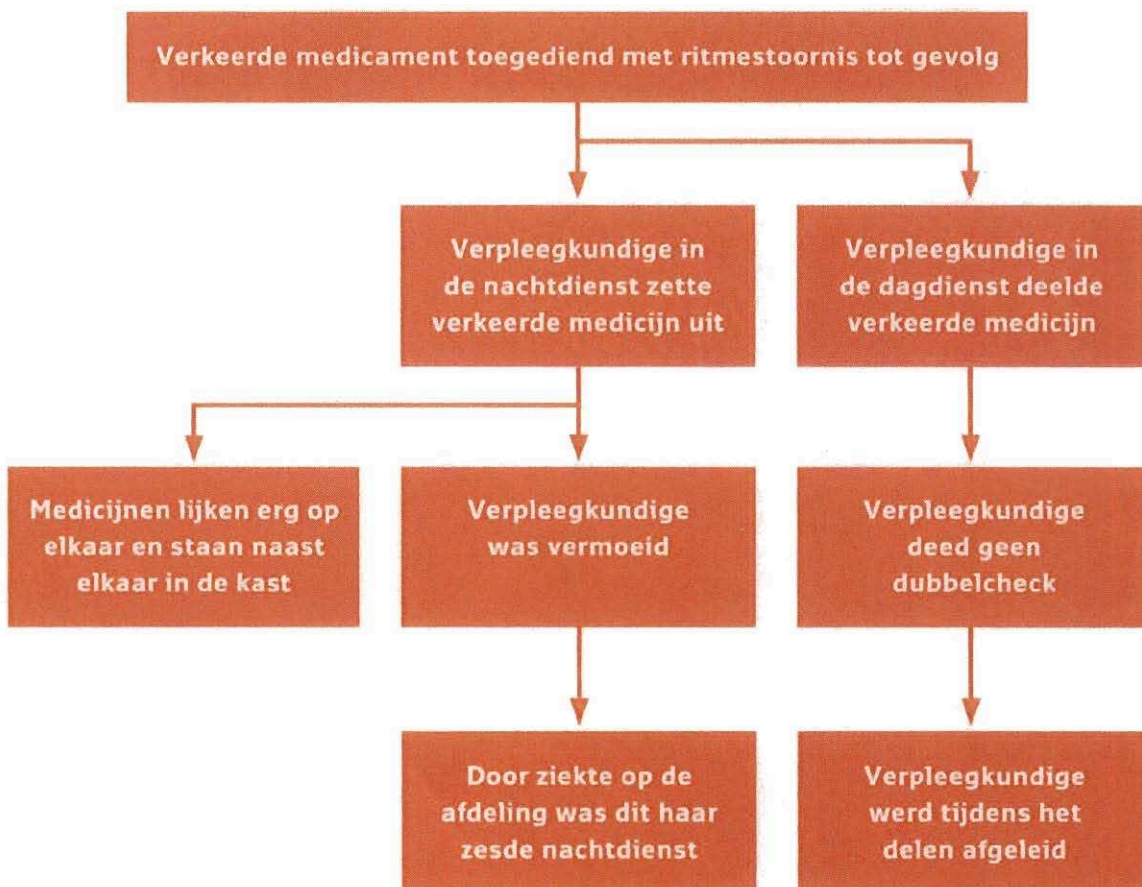 Verkeerde medicament toegediend met ritmestoornis tot gevolg
Verpleegkundige in
de nachtdienst zette
verkeerde medicijn uit
Verpleegkundige in
de dagdienst deelde
verkeerde medicijn
Medicijnen lijken erg op
elkaar en staan naast
elkaar in de kast
Verpleegkundige
was vermoeid
Verpleegkundige
deed geen
dubbelcheck
Door ziekte op de
afdeling was dit haar
zesde nachtdienst
Verpleegkundige
werd tijdens het
delen afgeleid